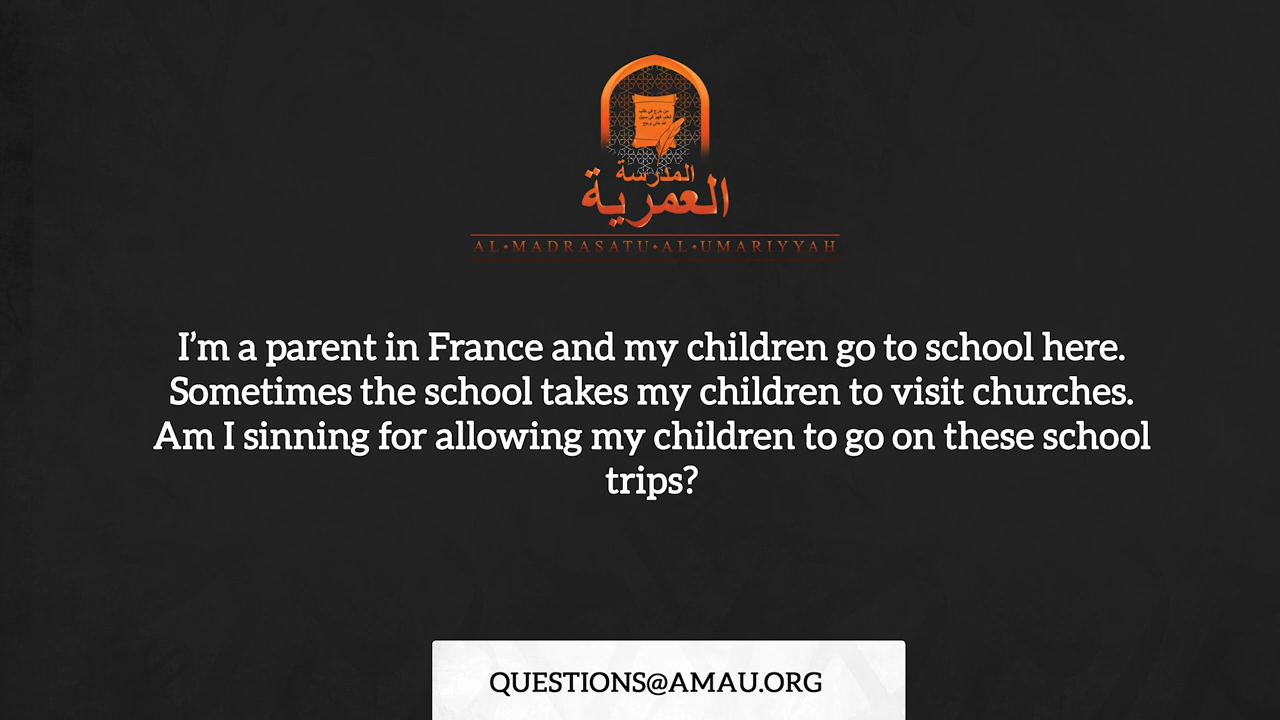 المدرسة
العمرية
AL•MADRASATU•AL•UMARIYYAH
I’m a parent in France and my children go to school here.
Sometimes the school takes my children to visit churches.
Am I sinning for allowing my children to go on these school
trips?
QUESTIONS@AMAU.ORG